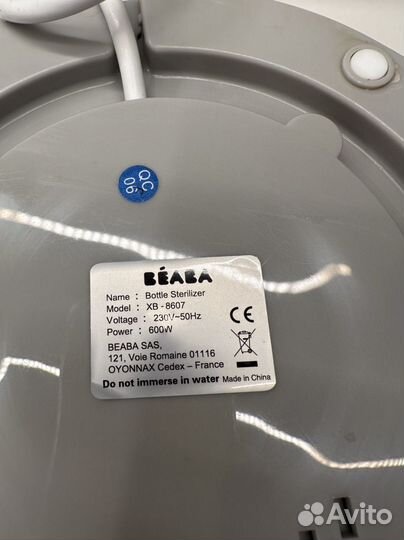 QC
06
BÉABA
Name : Bottle Sterilizer
Model : XB - 8607
Voltage : 230V~50Hz
Power : 600W
CE
BEABA SAS,
121, Voie Romaine 01116
OYONNAX Cedex – France
Do not immerse in water Made in China
Avito